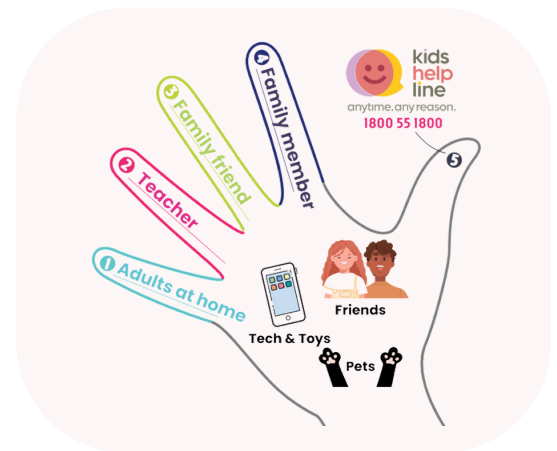 kids
help
line
anytime. any reason.
1800 55 1800
4 Family member
3 Family friend
2 Teacher
1 Adults at home
5
Friends
Tech & Toys
Pets